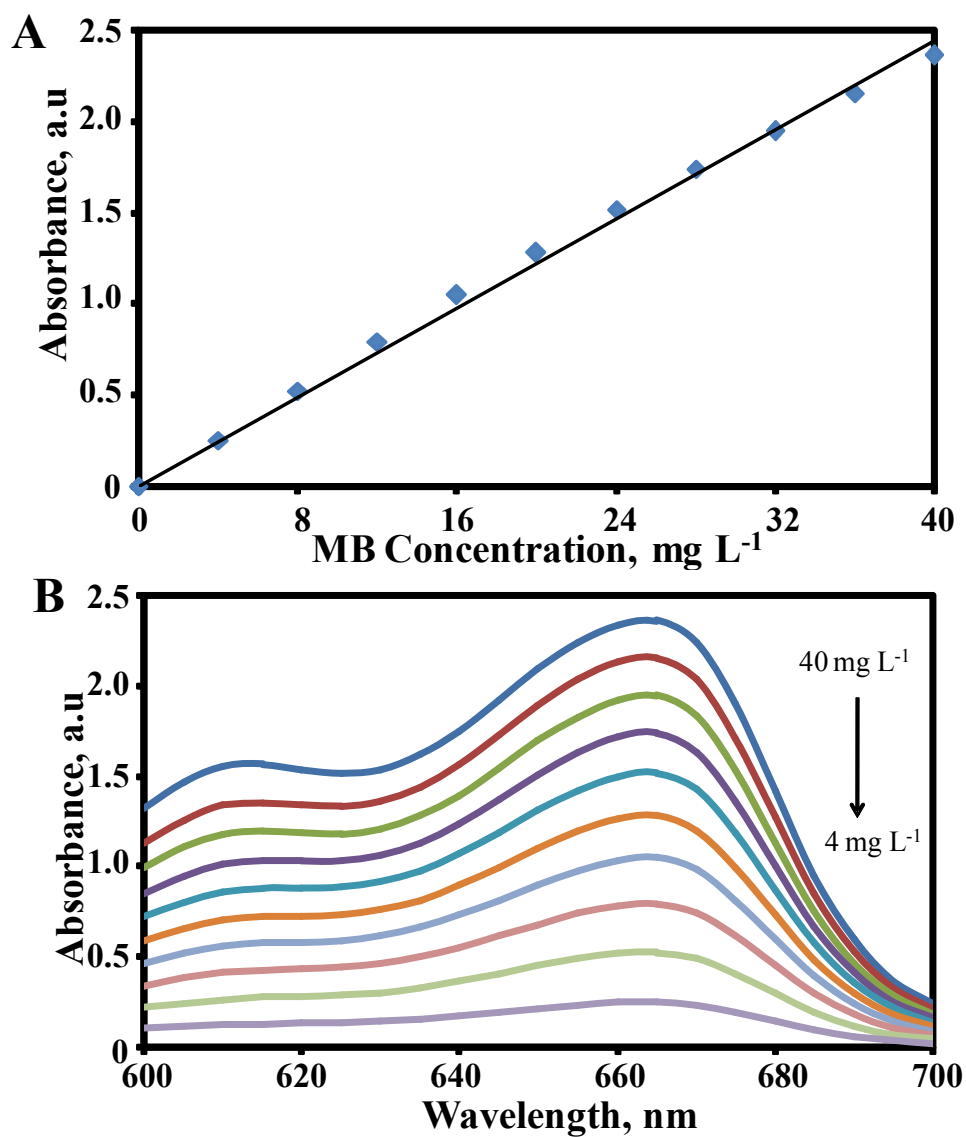 A
2.5
2.0
1.5
1.0
0.5
0
Absorbance, a.u
0 8 16 24 32 40
MB Concentration, mg L-1
B
2.5
2.0
1.5
1.0
0.5
0
Absorbance, a.u
40 mg L-1
4 mg L-1
600 620 640 660 680 700
Wavelength, nm